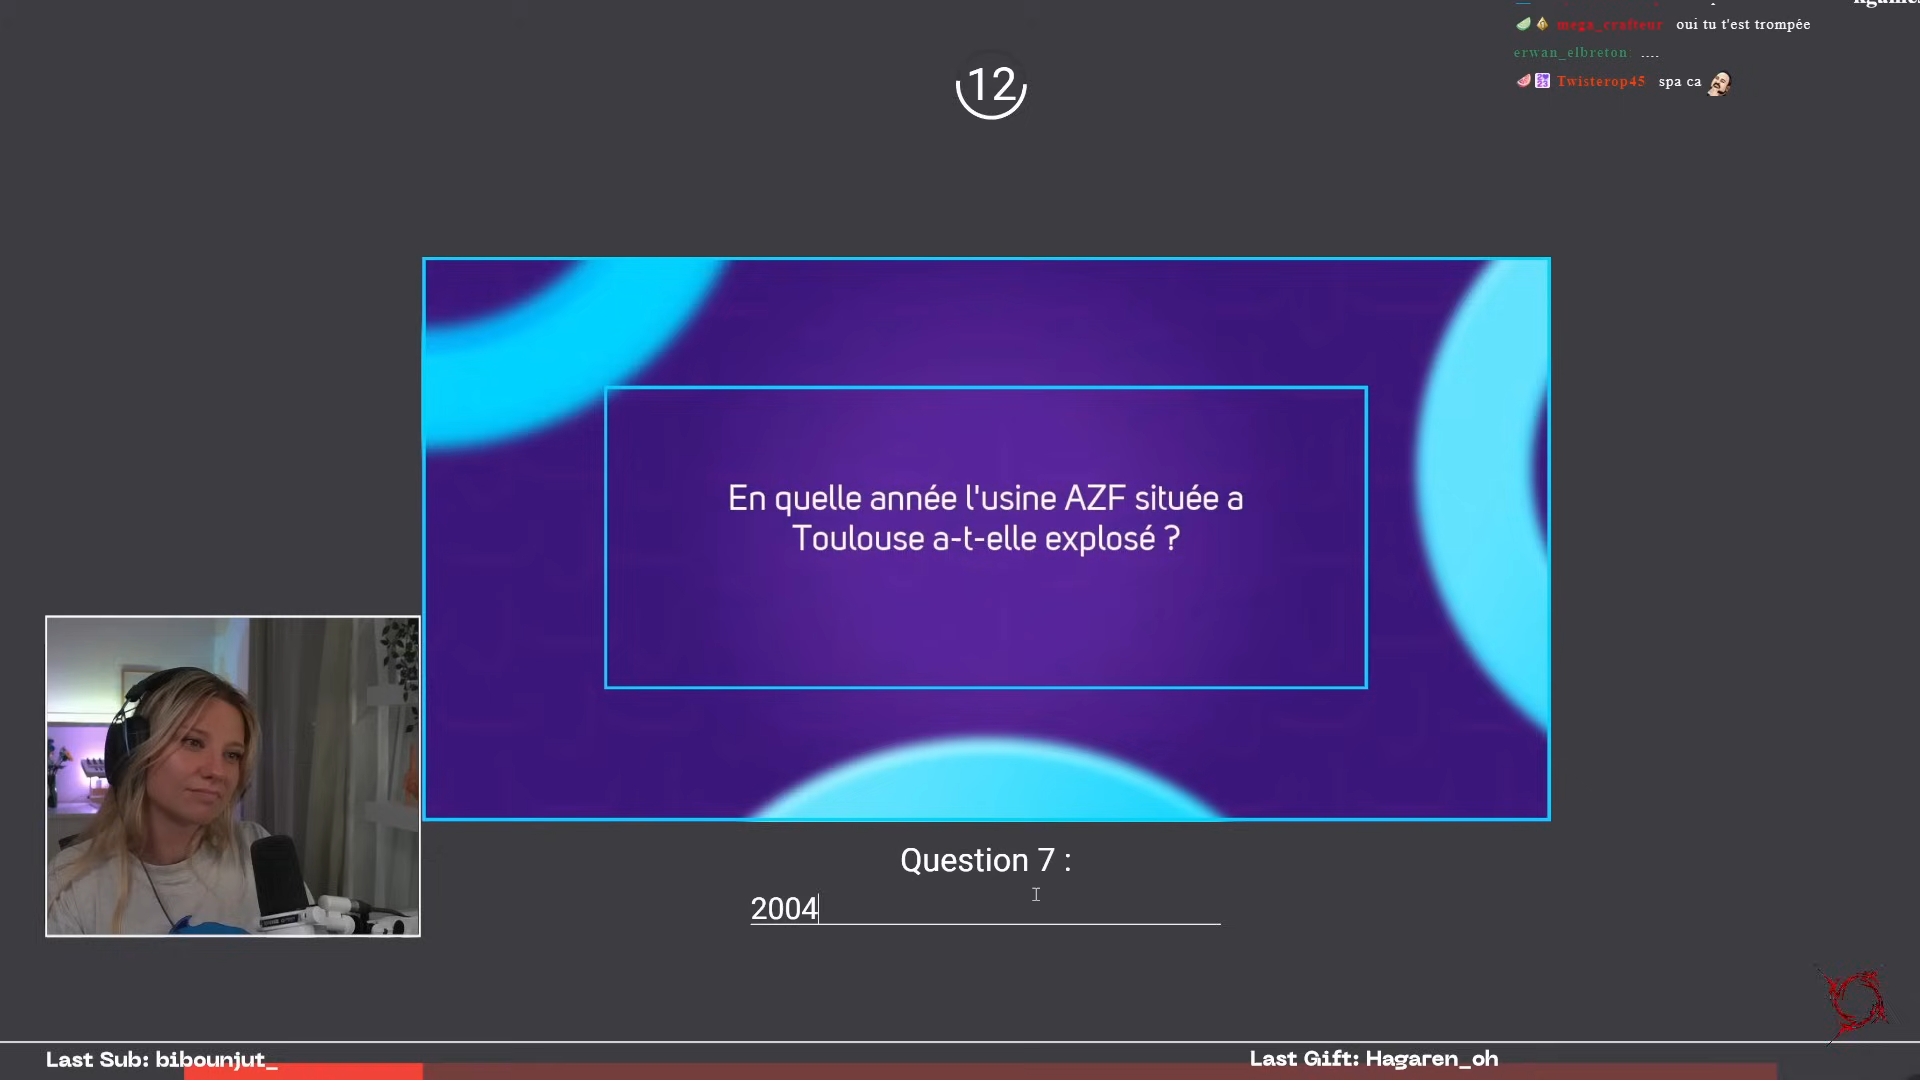 mega_crafteur oui tu t'est trompée
erwan_elbreton: ....
Twisterop45 spa ca
12
En quelle année l'usine AZF située a
Toulouse a-t-elle explosé ?
Question 7 :
2004
Last Sub: bibounjut_
Last Gift: Hagaren_oh